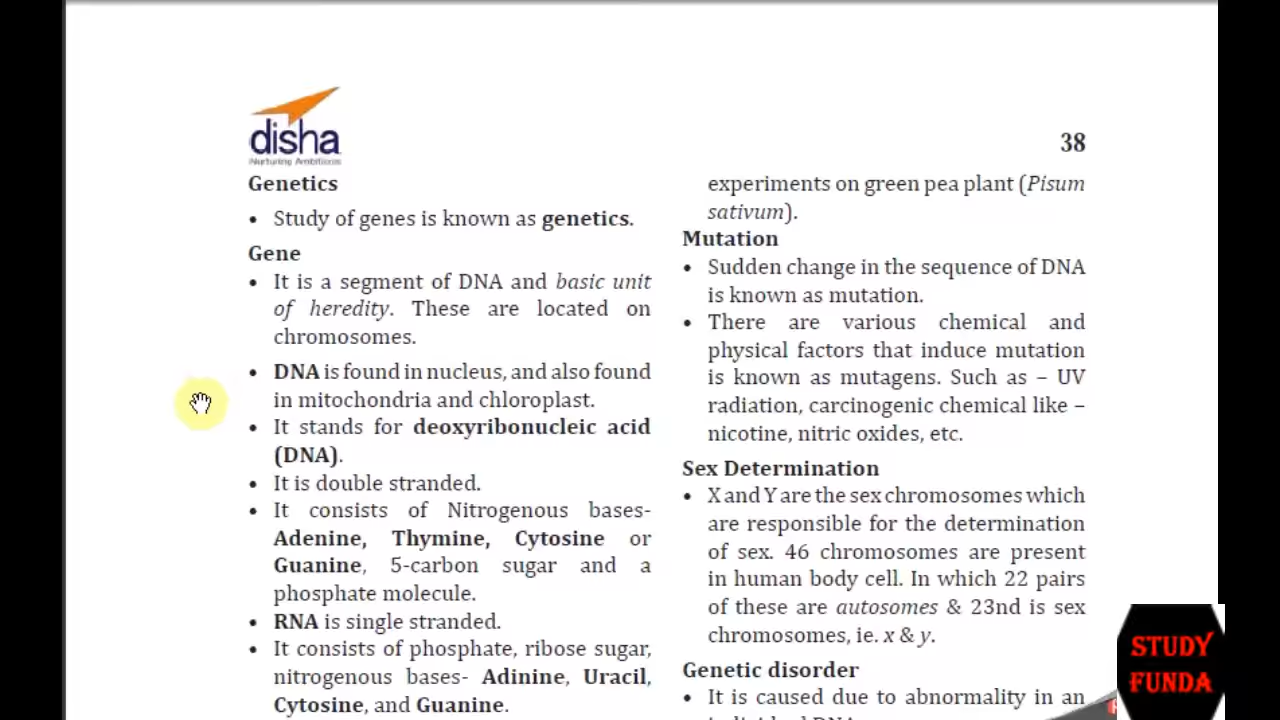 disha
Nurturing Ambitions
38
Genetics
• Study of genes is known as genetics.
Gene
• It is a segment of DNA and basic unit
of heredity. These are located on
chromosomes.
• DNA is found in nucleus, and also found
in mitochondria and chloroplast.
• It stands for deoxyribonucleic acid
(DNA).
• It is double stranded.
• It consists of Nitrogenous bases-
Adenine, Thymine, Cytosine or
Guanine, 5-carbon sugar and a
phosphate molecule.
• RNA is single stranded.
• It consists of phosphate, ribose sugar,
nitrogenous bases- Adinine, Uracil,
Cytosine, and Guanine.
experiments on green pea plant (Pisum
sativum).
Mutation
• Sudden change in the sequence of DNA
is known as mutation.
• There are various chemical and
physical factors that induce mutation
is known as mutagens. Such as – UV
radiation, carcinogenic chemical like –
nicotine, nitric oxides, etc.
Sex Determination
• X and Y are the sex chromosomes which
are responsible for the determination
of sex. 46 chromosomes are present
in human body cell. In which 22 pairs
of these are autosomes & 23nd is sex
chromosomes, ie. x & y.
Genetic disorder
• It is caused due to abnormality in an
STUDY
FUNDA